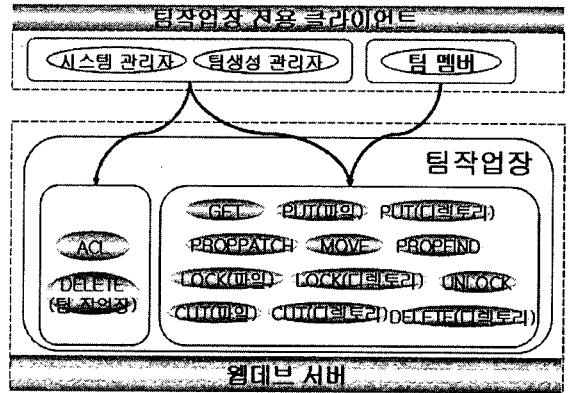 팀작업장 전용 클라이언트
시스템 관리자 팀생성 관리자 팀 멤버
팀작업장
GET PUT(파일) PUT(디렉토리)
ACL PROPPATCH MOVE PROPFIND
DELETE LOCK(파일) LOCK(디렉토리) UNLOCK
(팀 작업장) CUT(파일) CUT(디렉토리) DELETE(디렉토리)
웹데브 서버